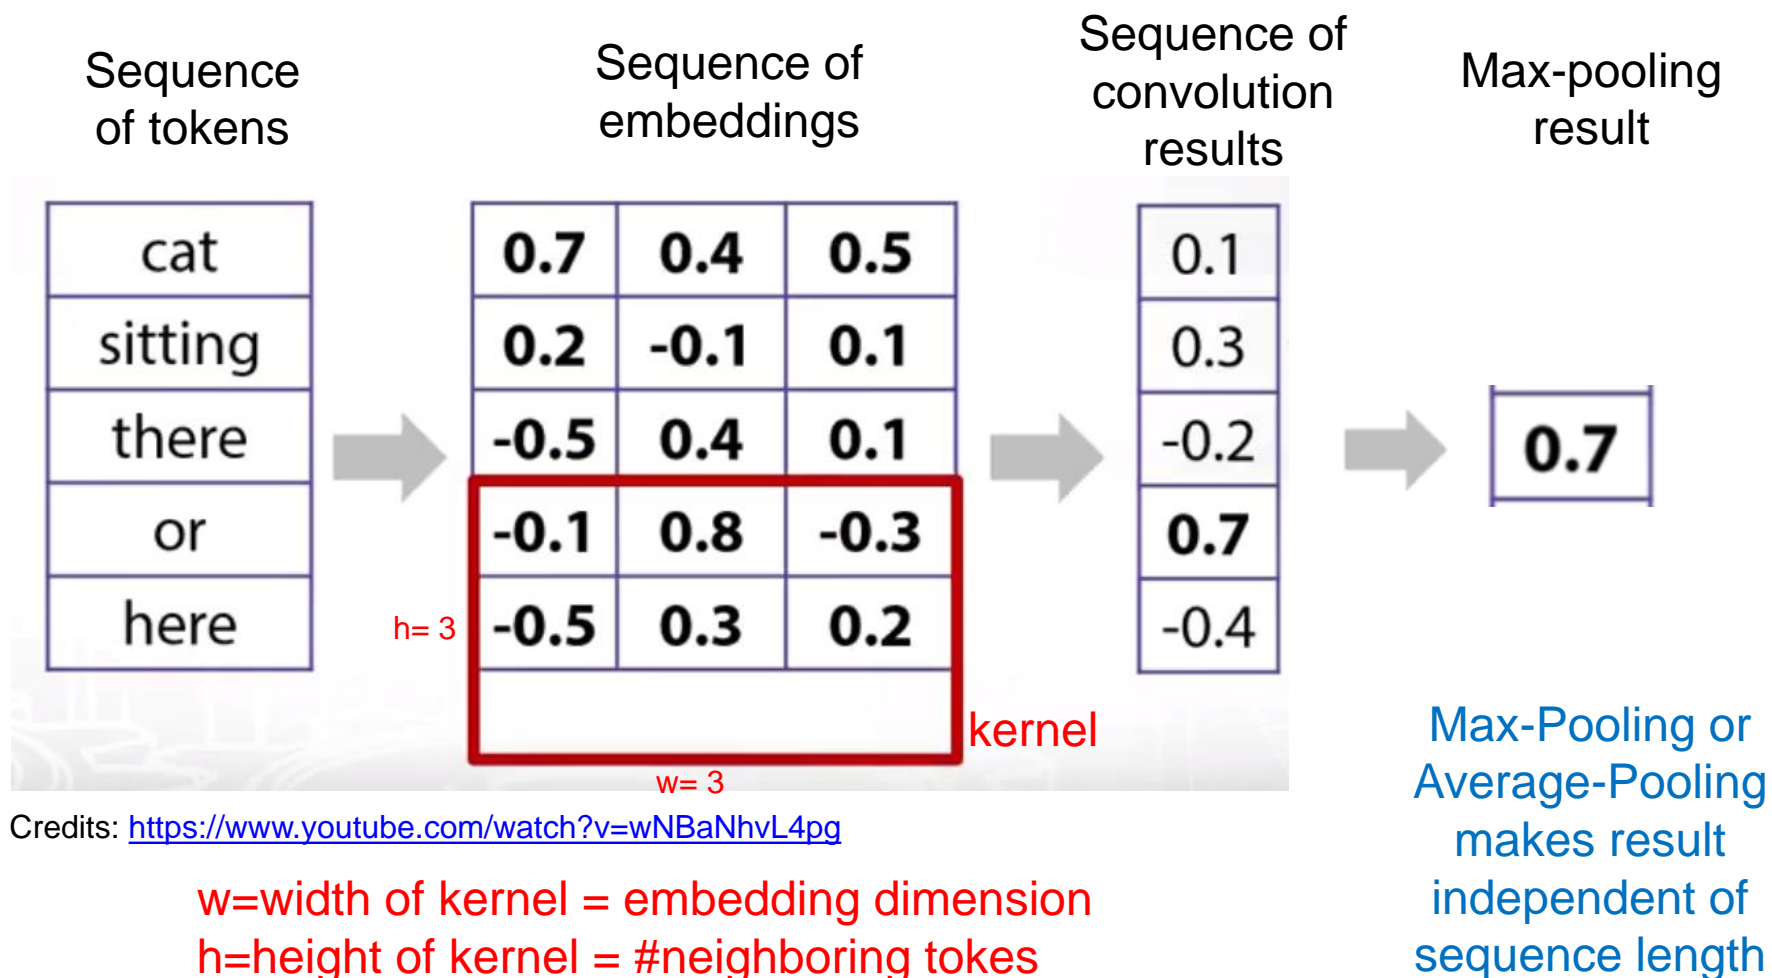 Sequence
of tokens
Sequence of
embeddings
Sequence of
convolution
results
Max-pooling
result
cat
sitting
there
or
here
0.7 0.4 0.5
0.2 -0.1 0.1
-0.5 0.4 0.1
-0.1 0.8 -0.3
h= 3 -0.5 0.3 0.2
kernel
w= 3
0.1
0.3
-0.2
0.7
-0.4
0.7
Credits: https://www.youtube.com/watch?v=wNBaNhvL4pg
w=width of kernel = embedding dimension
h=height of kernel = #neighboring tokes
Max-Pooling or
Average-Pooling
makes result
independent of
sequence length